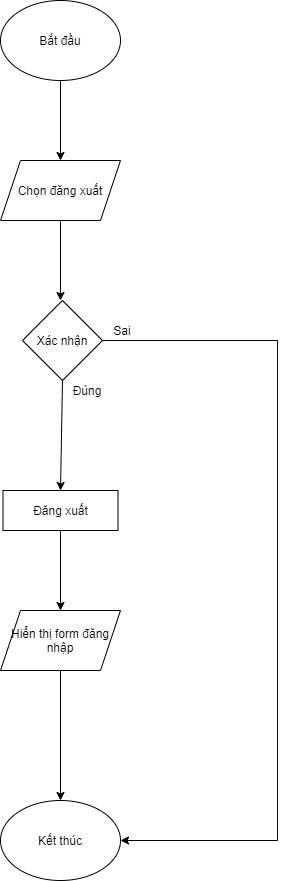 Bắt đầu
Chọn đăng xuất
Xác nhận
Sai
Đúng
Đăng xuất
Hiển thị form đăng
nhập
Kết thúc